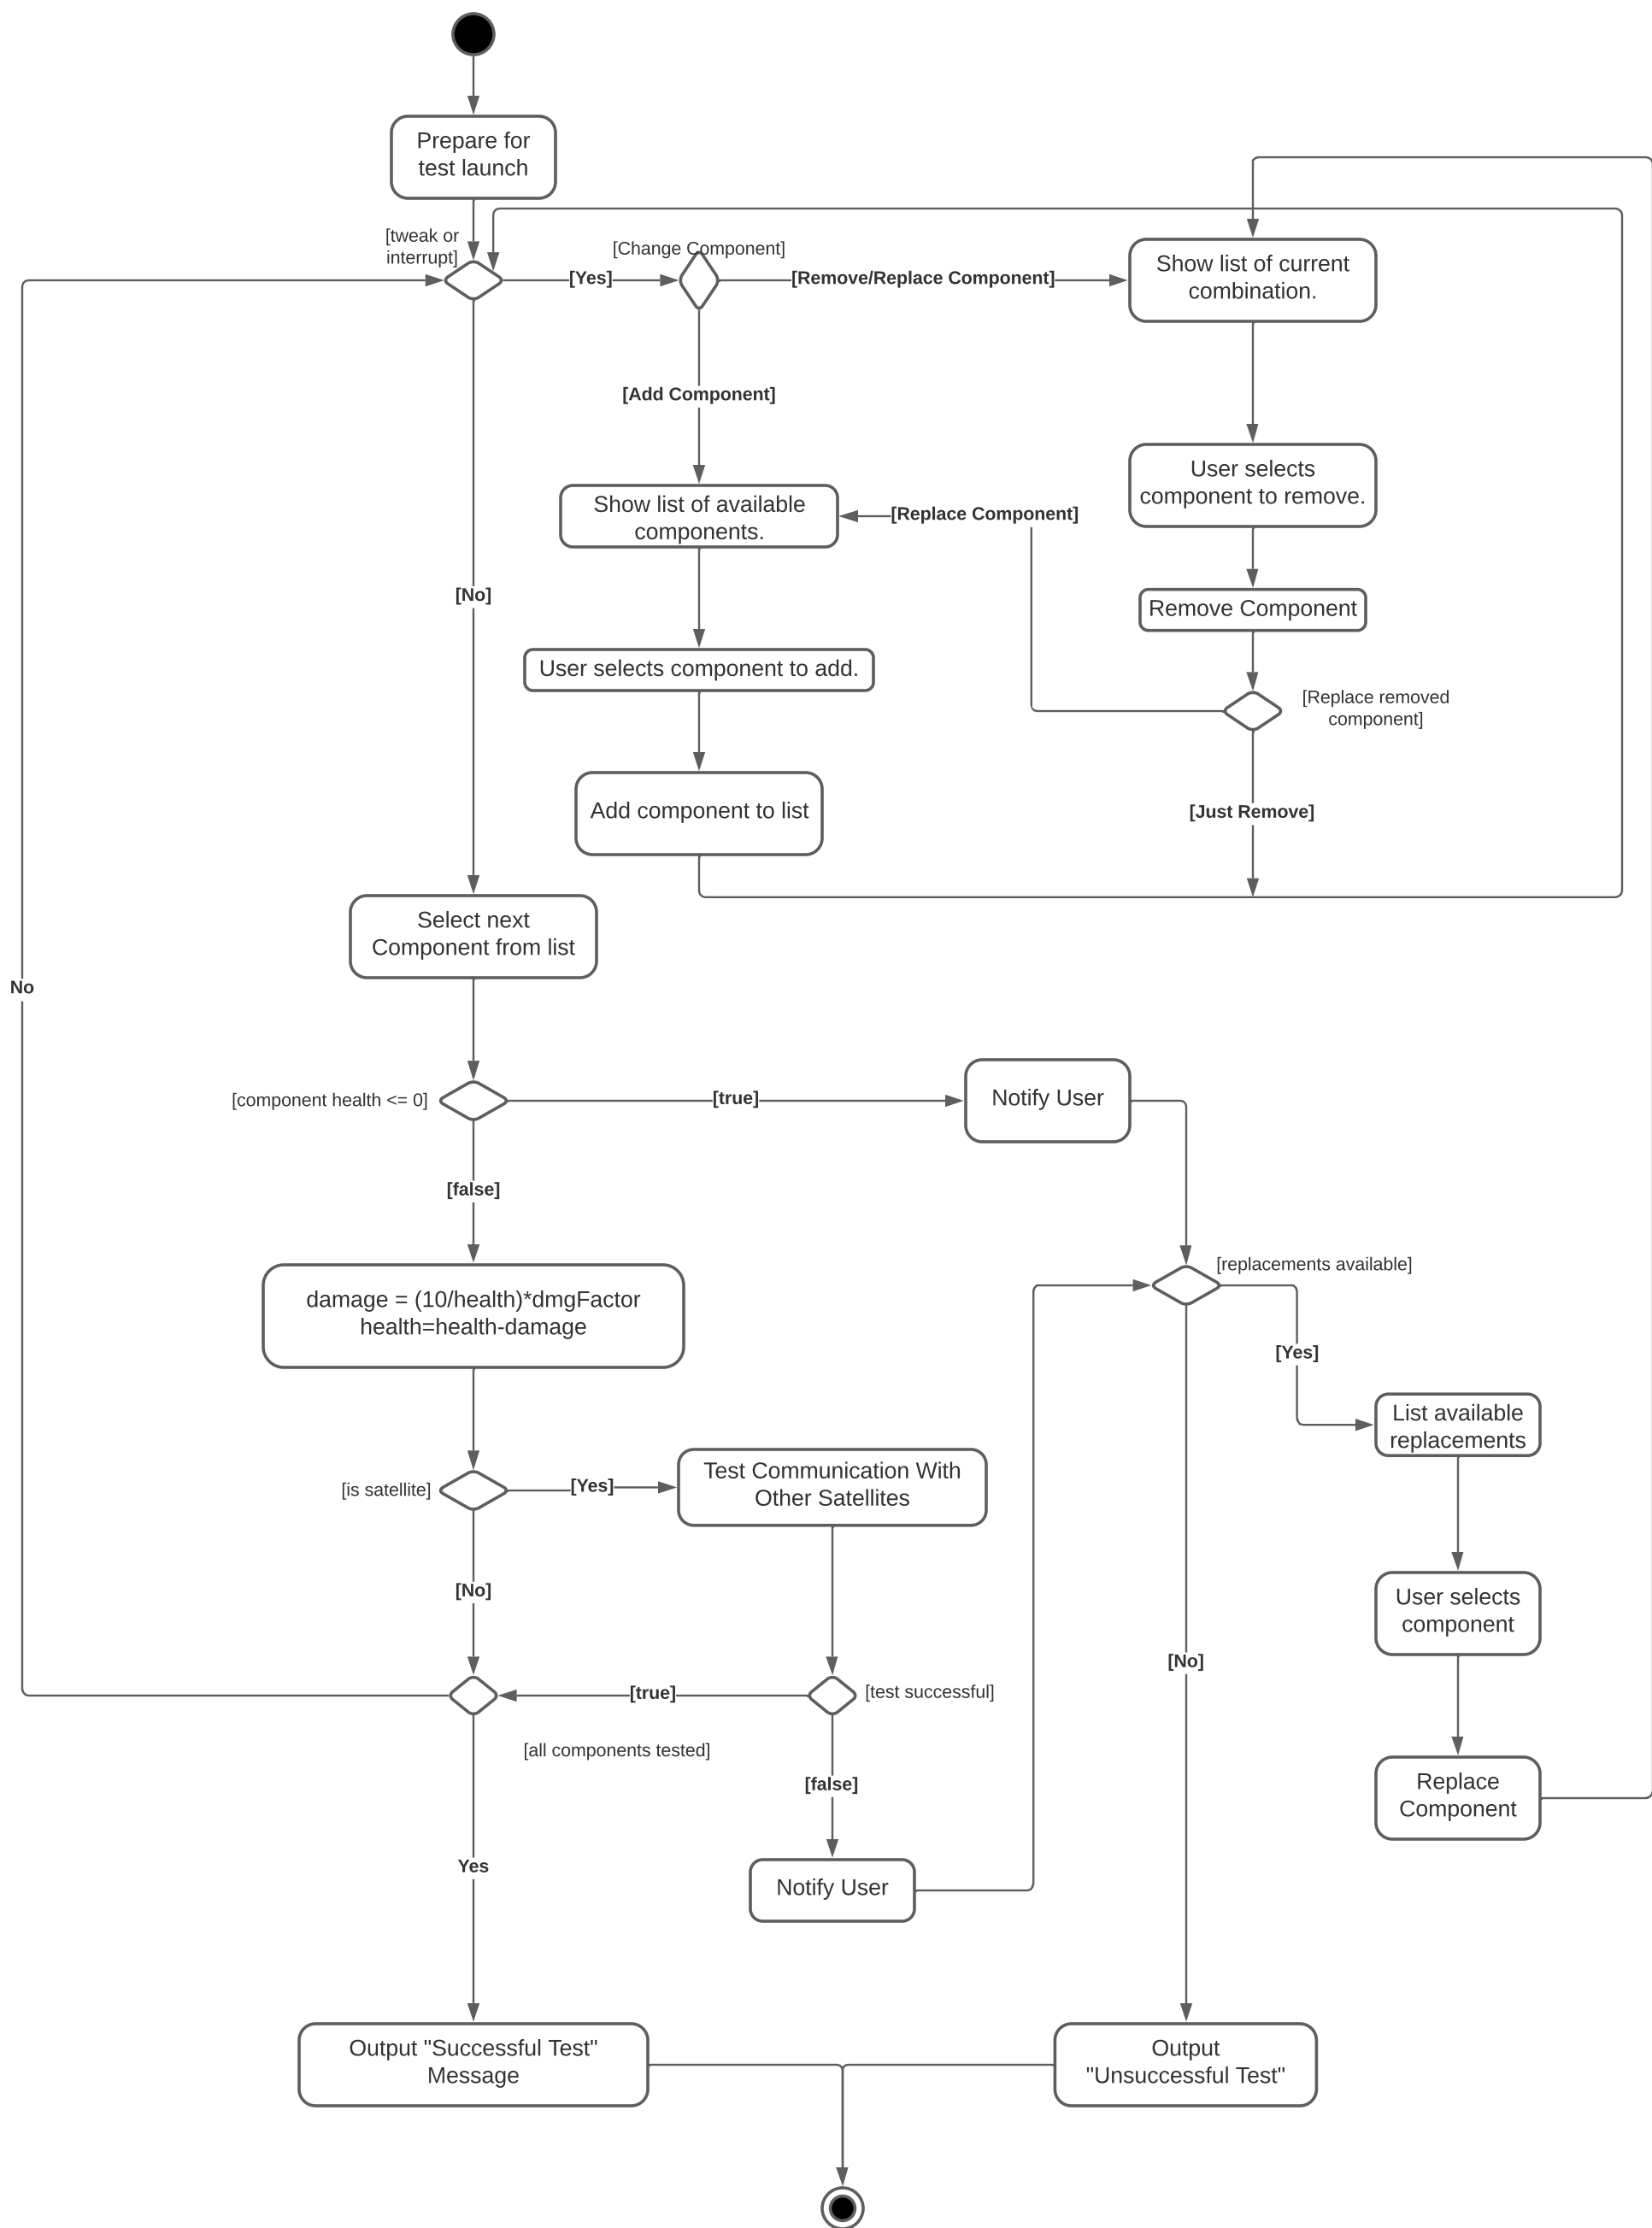 Prepare for
test launch
[tweak or
interrupt]
[Change Component]
[Yes]
[Remove/Replace Component]
Show list of current
combination.
[Add Component]
User selects
component to remove.
Show list of available
components.
[Replace Component]
[No]
Remove Component
User selects component to add.
[Replace removed
component]
Add component to list
[Just Remove]
Select next
Component from list
No
[component health <= 0]
[true]
Notify User
[false]
[replacements available]
damage = (10/health)*dmgFactor
health=health-damage
[Yes]
List available
replacements
[is satellite]
[Yes]
Test Communication With
Other Satellites
[No]
User selects
component
[No]
[true]
[test successful]
[all components tested]
[false]
Replace
Component
Yes
Notify User
Output "Successful Test"
Message
Output
"Unsuccessful Test"